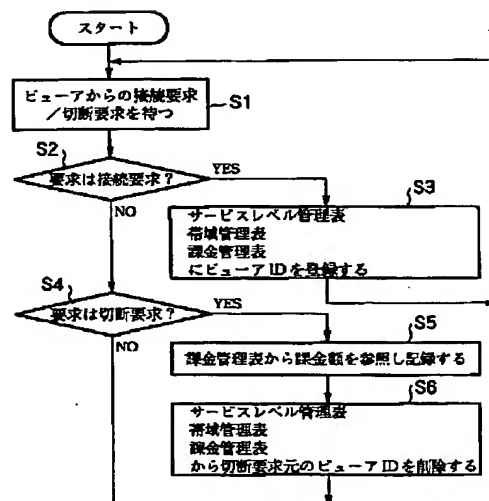 スタート
ビューアからの接続要求
/切断要求を待つ
S1
S2
要求は接続要求?
YES
NO
S3
サービスレベル管理表
帯域管理表
課金管理表
にビューアIDを登録する
S4
要求は切断要求?
YES
NO
S5
課金管理表から課金額を参照し記録する
S6
サービスレベル管理表
帯域管理表
課金管理表
から切断要求元のビューアIDを削除する